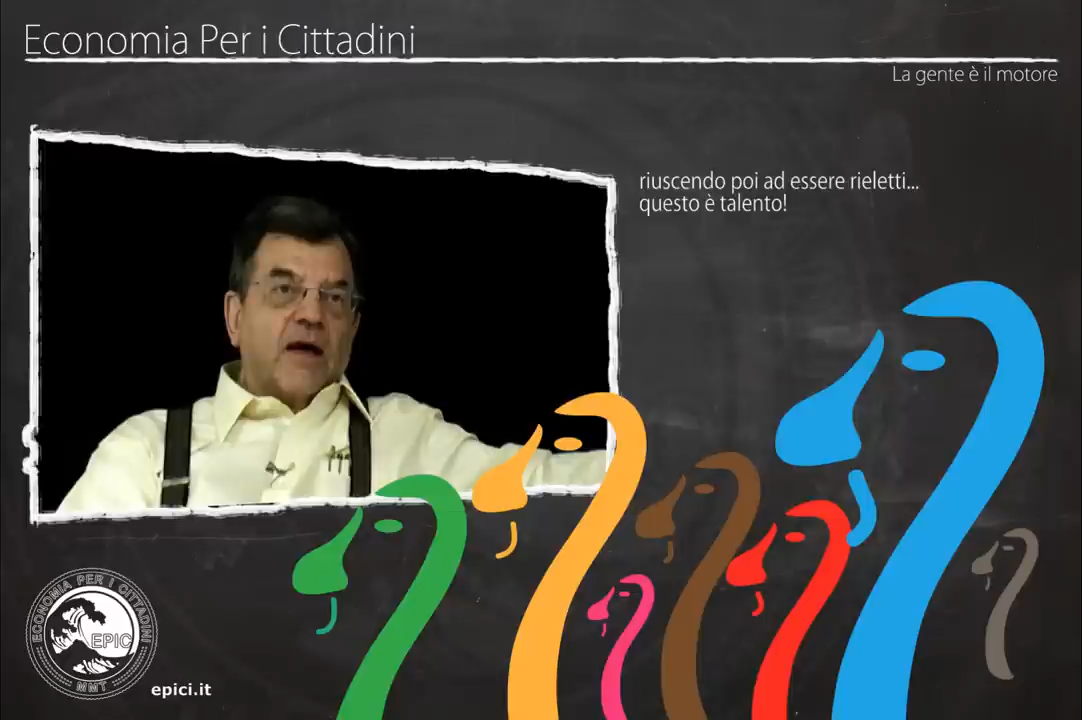 Economia Per i Cittadini
La gente è il motore
riuscendo poi ad essere rieletti...
questo è talento!
ECONOMIA PER I CITTADINI
EPIC
MMT
epici.it